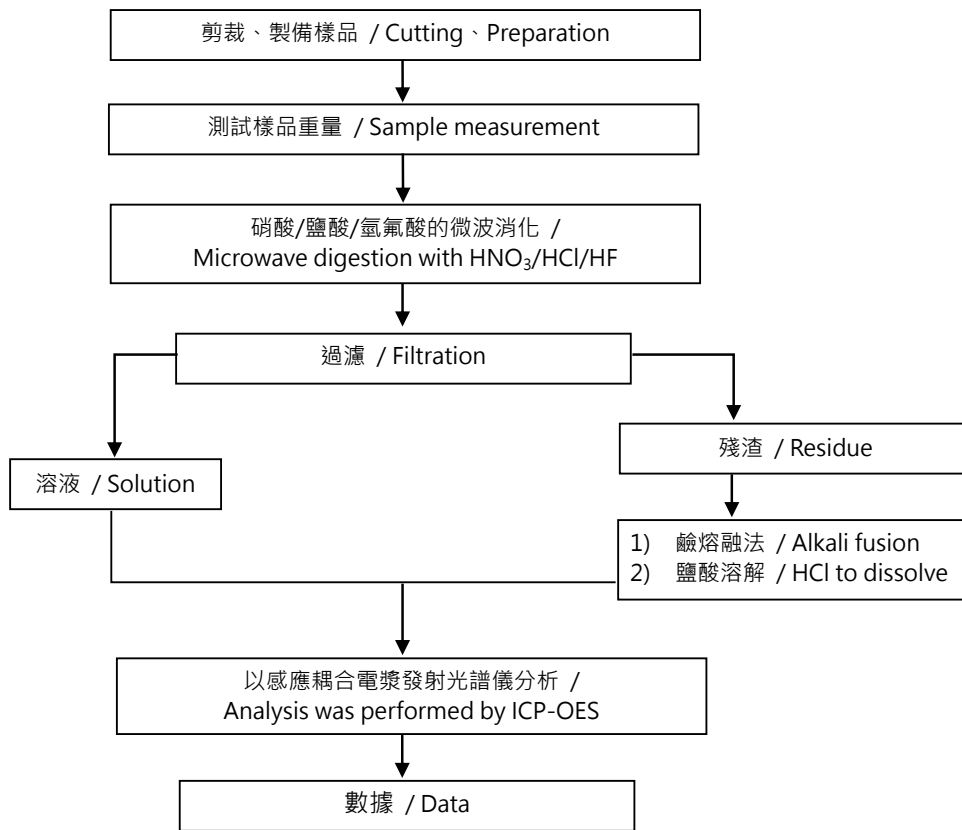 剪裁、製備樣品 / Cutting、Preparation
測試樣品重量 / Sample measurement
硝酸/鹽酸/氫氟酸的微波消化 /
Microwave digestion with HNO₃/HCl/HF
過濾 / Filtration
溶液 / Solution
殘渣 / Residue
1) 鹼熔融法 / Alkali fusion
2) 鹽酸溶解 / HCl to dissolve
以感應耦合電漿發射光譜儀分析 /
Analysis was performed by ICP-OES
數據 / Data